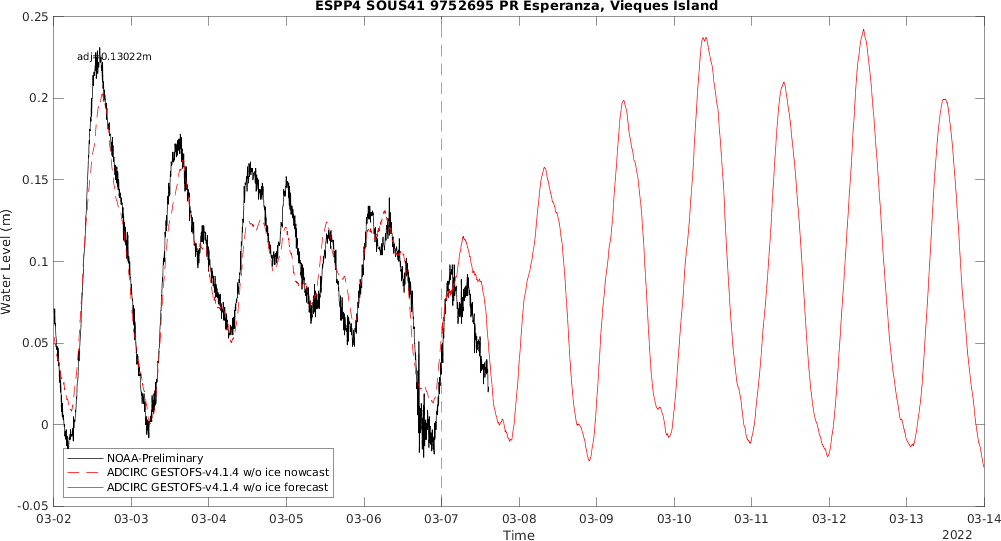 ESPP4 SOUS41 9752695 PR Esperanza, Vieques Island
0.25
0.2
0.15
0.1
0.05
0
-0.05
Water Level (m)
NOAA-Preliminary
ADCIRC GESTOFS-v4.1.4 w/o ice nowcast
ADCIRC GESTOFS-v4.1.4 w/o ice forecast
03-02 03-03 03-04 03-05 03-06 03-07 03-08 03-09 03-10 03-11 03-12 03-13 03-14
Time
2022